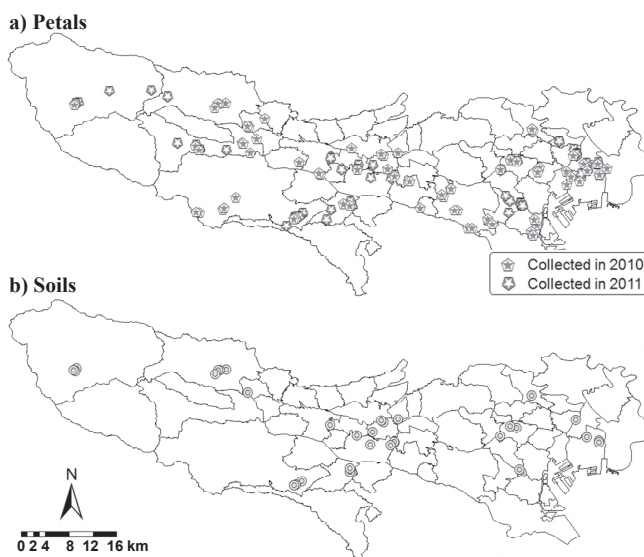 a) Petals
Collected in 2010
Collected in 2011
b) Soils
N
0 2 4 8 12 16 km